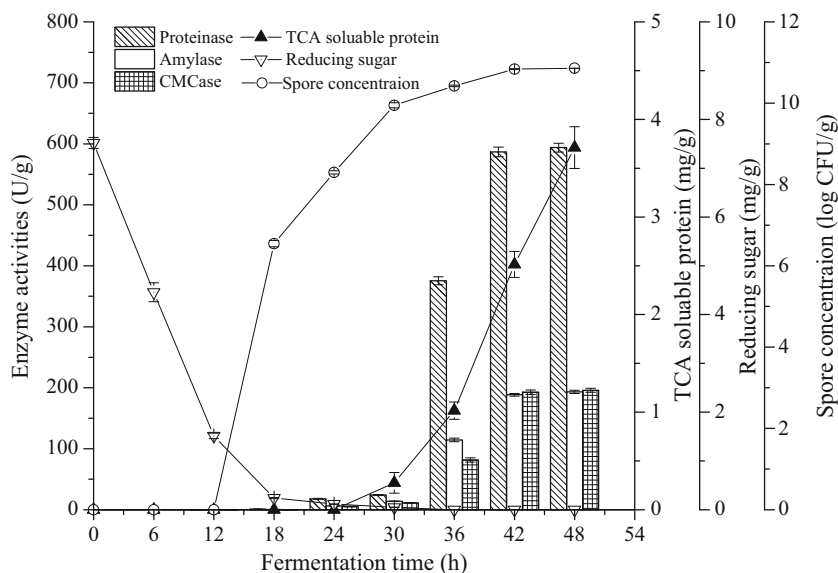 Proteinase
Amylase
CMCase
TCA soluable protein
Reducing sugar
Spore concentraion
Enzyme activities (U/g)
800
700
600
500
400
300
200
100
0
0 6 12 18 24 30 36 42 48 54
Fermentation time (h)
5
4
3
2
1
0
TCA soluable protein (mg/g)
10
8
6
4
2
0
Reducing sugar (mg/g)
12
10
8
6
4
2
0
Spore concentraion (log CFU/g)